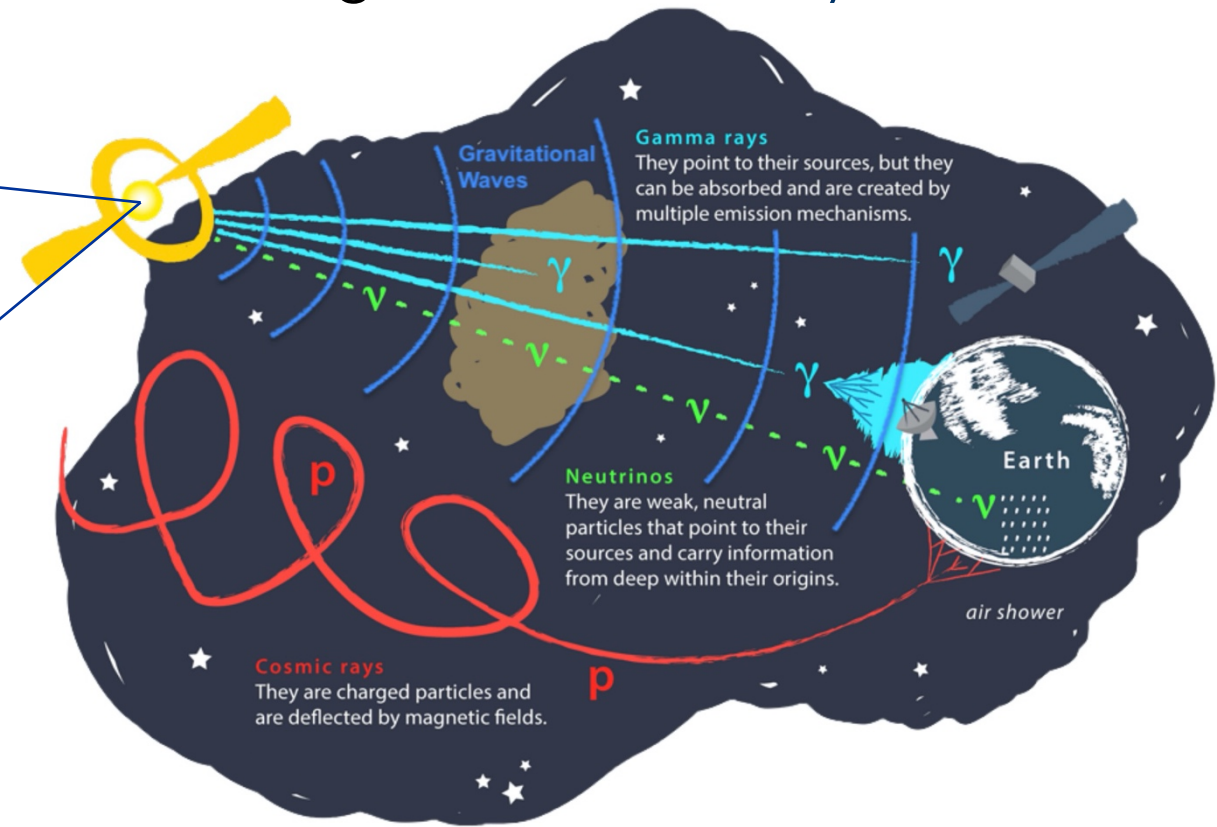 Gravitational
Waves
Gamma rays
They point to their sources, but they
can be absorbed and are created by
multiple emission mechanisms.
γ
γ
ν
ν
γ
ν
ν
Earth
ν
p
Neutrinos
They are weak, neutral
particles that point to their
sources and carry information
from deep within their origins.
air shower
Cosmic rays
They are charged particles and
are deflected by magnetic fields.
p